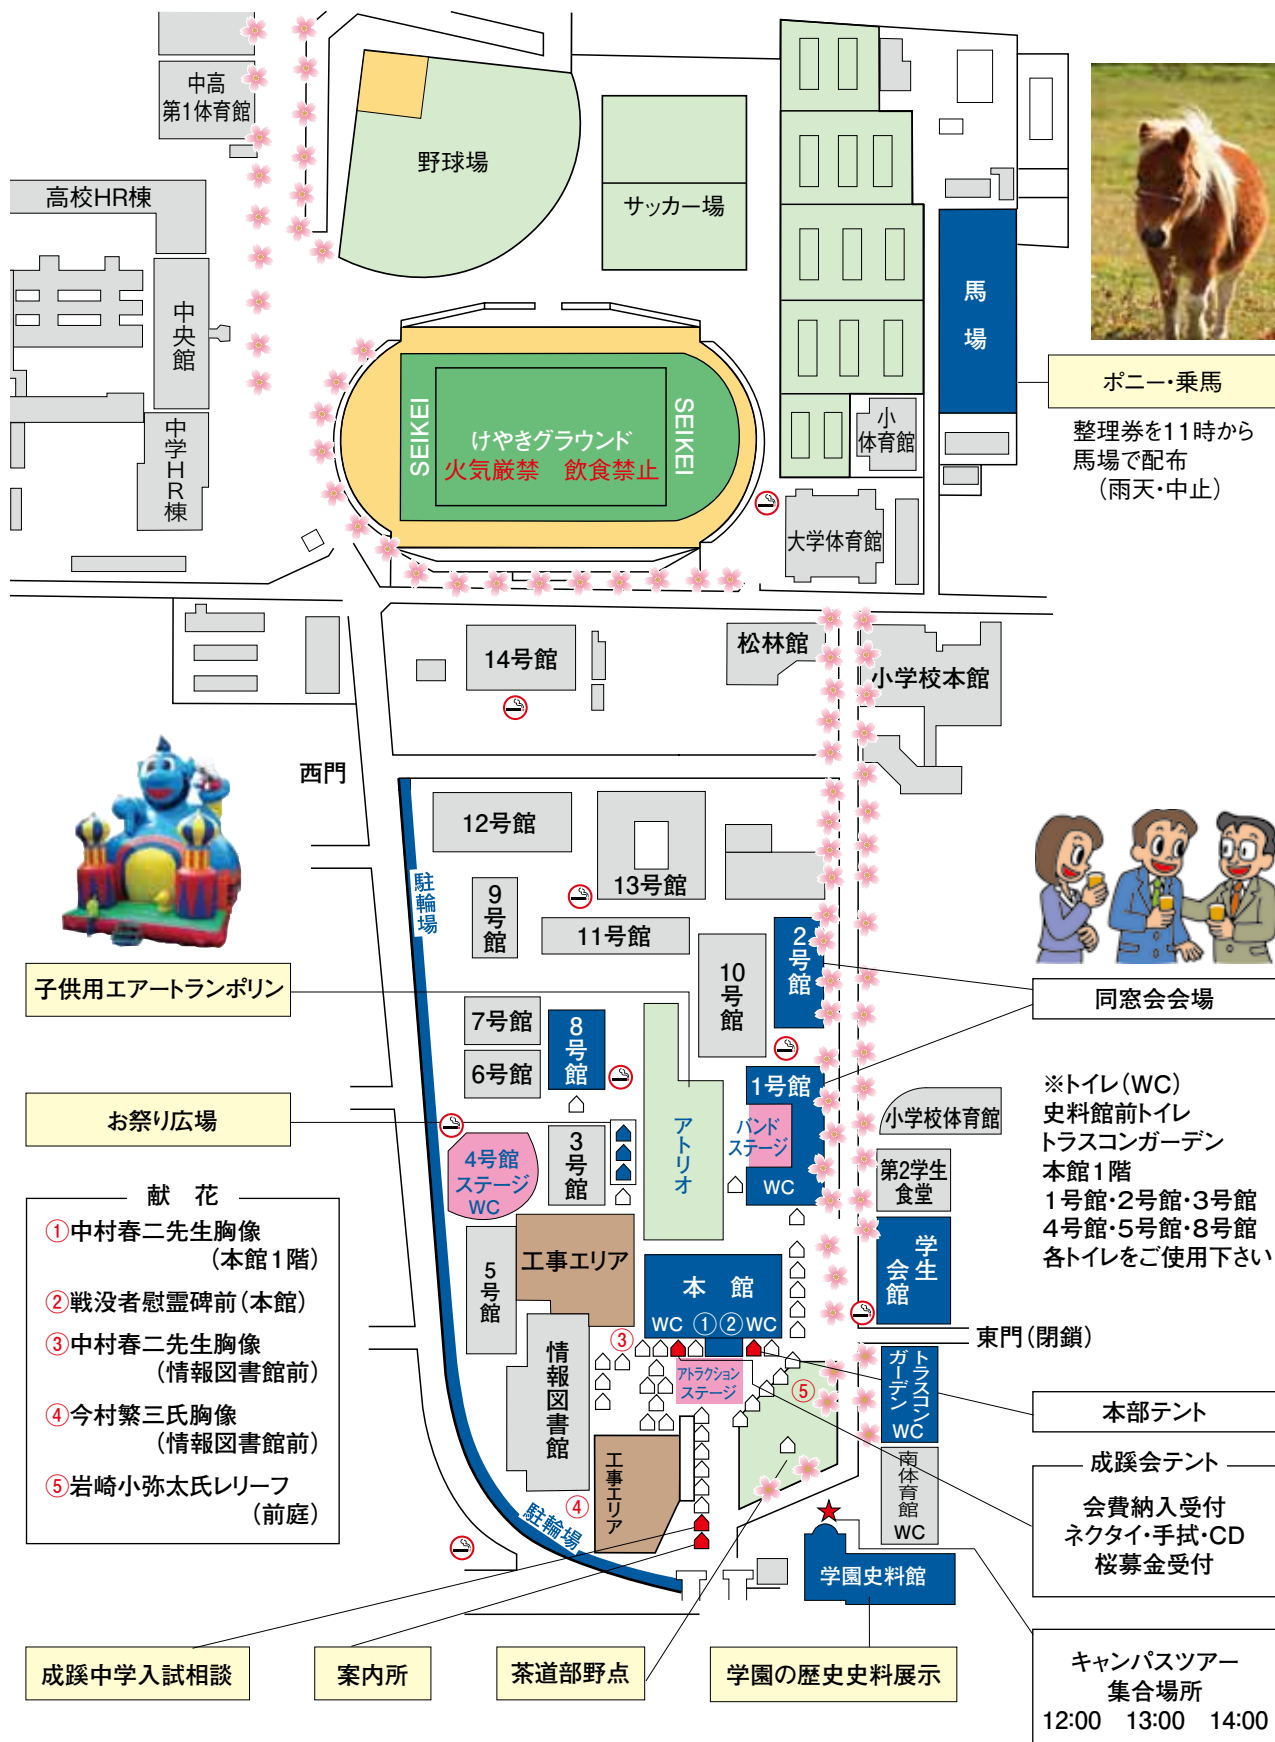 中高
第1体育館
高校HR棟
野球場
サッカー場
中央館
馬場
中学HR棟
SEIKEI
けやきグラウンド
火気厳禁　飲食禁止
SEIKEI
小
体育館
大学体育館
ポニー・乗馬
整理券を11時から
馬場で配布
（雨天・中止）
14号館
松林館
小学校本館
西門
12号館
13号館
駐輪場
9号館
11号館
10号館
2号館
子供用エアートランポリン
同窓会会場
7号館
8号館
6号館
1号館
バンド
ステージ
WC
アトリオ
お祭り広場
4号館
ステージ
WC
3号館
小学校体育館
第2学生
食堂
学生
会館
※トイレ（WC）
史料館前トイレ
トラスコンガーデン
本館1階
1号館・2号館・3号館
4号館・5号館・8号館
各トイレをご使用下さい
献　花
①中村春二先生胸像
（本館1階）
②戦没者慰霊碑前（本館）
③中村春二先生胸像
（情報図書館前）
④今村繁三氏胸像
（情報図書館前）
⑤岩崎小弥太氏レリーフ
（前庭）
5号館
工事エリア
本　館
WC ①② WC
③
東門（閉鎖）
情報図書館
アトラクション
ステージ
⑤
トラスコン
ガーデン
WC
本部テント
工事エリア
④
駐輪場
南体育館
WC
成蹊会テント
会費納入受付
ネクタイ・手拭・CD
桜募金受付
学園史料館
成蹊中学入試相談
案内所
茶道部野点
学園の歴史史料展示
キャンパスツアー
集合場所
12:00　13:00　14:00